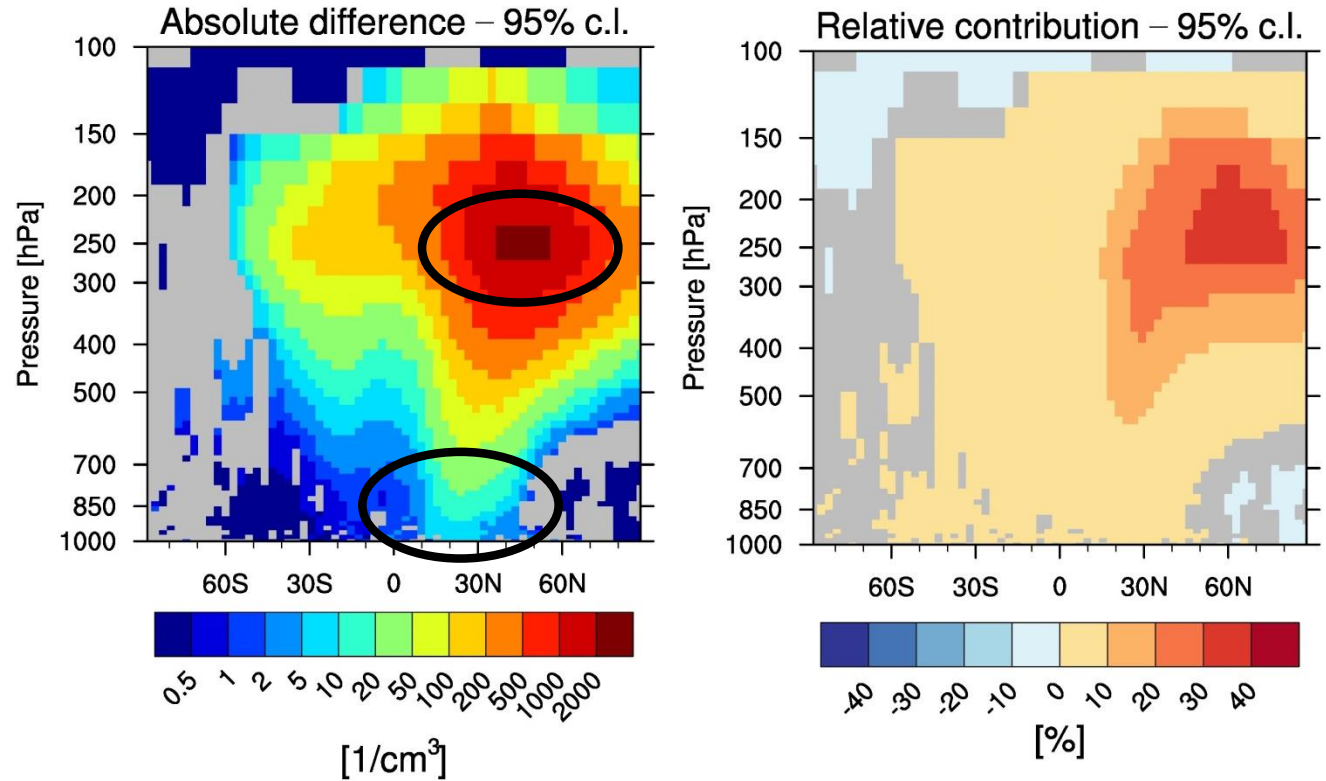 Absolute difference – 95% c.l.
Pressure [hPa]
100
150
200
250
300
400
500
700
850
1000
60S 30S 0 30N 60N
0.5 1 2 5 10 20 50 100 200 500 1000 2000
[1/cm³]
Relative contribution – 95% c.l.
Pressure [hPa]
100
150
200
250
300
400
500
700
850
1000
60S 30S 0 30N 60N
-40 -30 -20 -10 0 10 20 30 40
[%]